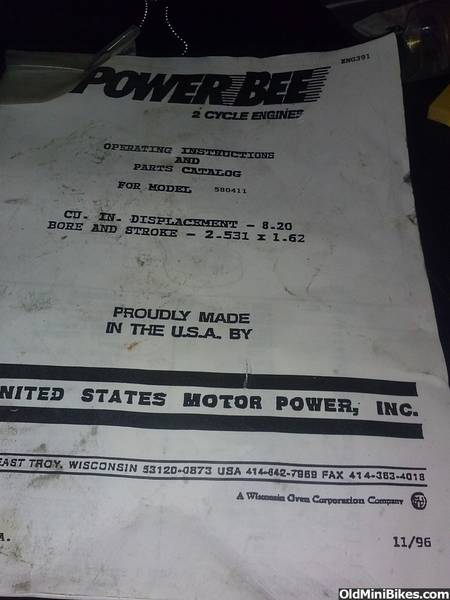 ENG391
POWER BEE
2 CYCLE ENGINES
OPERATING INSTRUCTIONS
AND
PARTS CATALOG
FOR MODEL 580411
CU. IN. DISPLACEMENT - 8.20
BORE AND STROKE - 2.531 x 1.62
PROUDLY MADE
IN THE U.S.A. BY
NITED STATES MOTOR POWER, INC.
EAST TROY, WISCONSIN 53120-0873 USA 414-642-7969 FAX 414-363-4018
A Wisconsin Oven Corporation Company
A.
11/96
OldMiniBikes.com